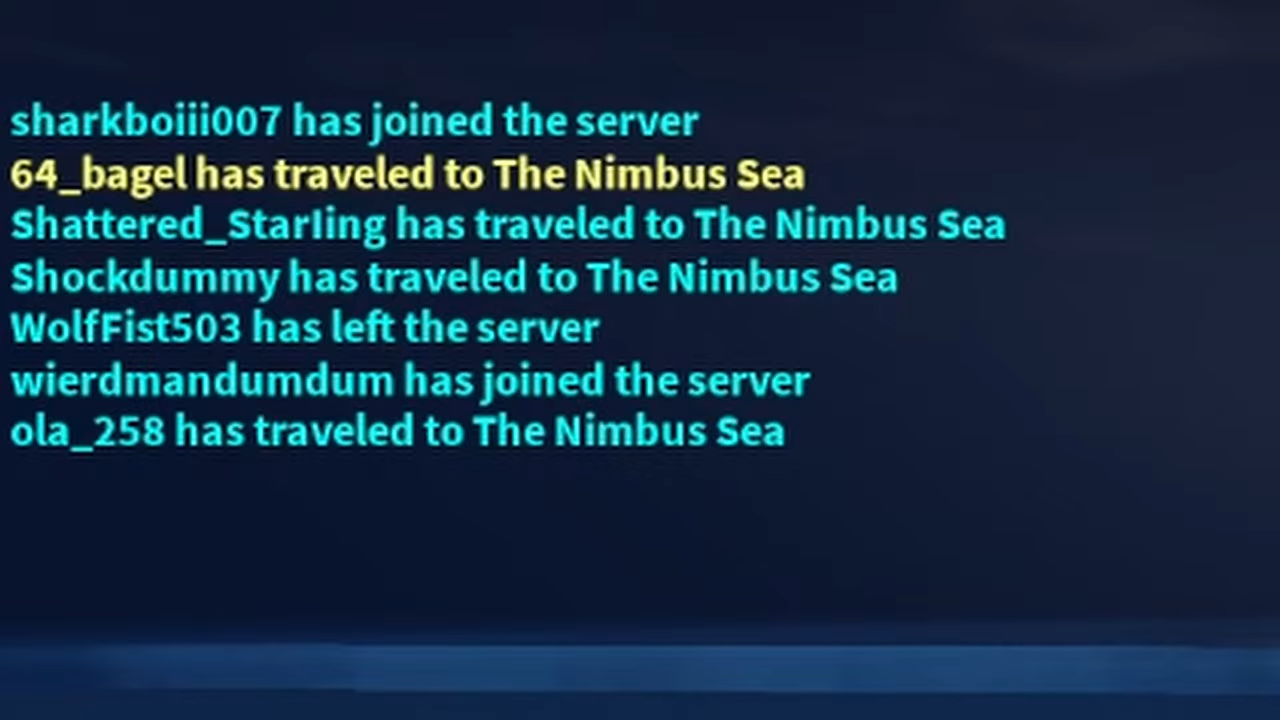 sharkboiii007 has joined the server
64_bagel has traveled to The Nimbus Sea
Shattered_StarIing has traveled to The Nimbus Sea
Shockdummy has traveled to The Nimbus Sea
WolfFist503 has left the server
wierdmandumdum has joined the server
ola_258 has traveled to The Nimbus Sea